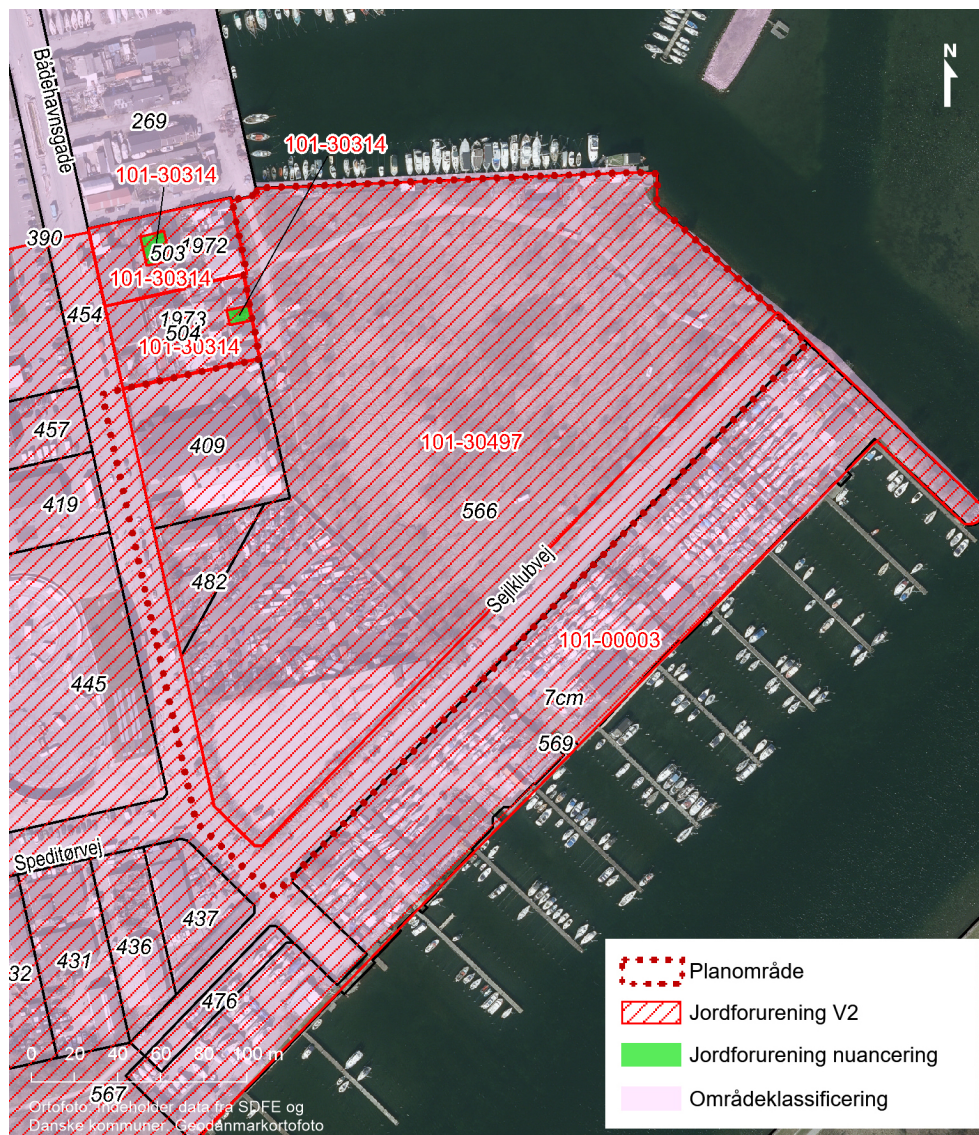 N
Bådehavnsgade
269
101-30314
101-30314
390
503
1972
101-30314
454
1973
504
101-30314
457
409
101-30497
419
566
482
Sejlklubvej
101-00003
445
7cm
569
Speditørvej
437
436
431
32
476
567
0 20 40 60 80 100 m
Ortofoto: Indeholder data fra SDFE og
Danske kommuner, Geodanmarkortofoto
Planområde
Jordforurening V2
Jordforurening nuancering
Områdeklassificering